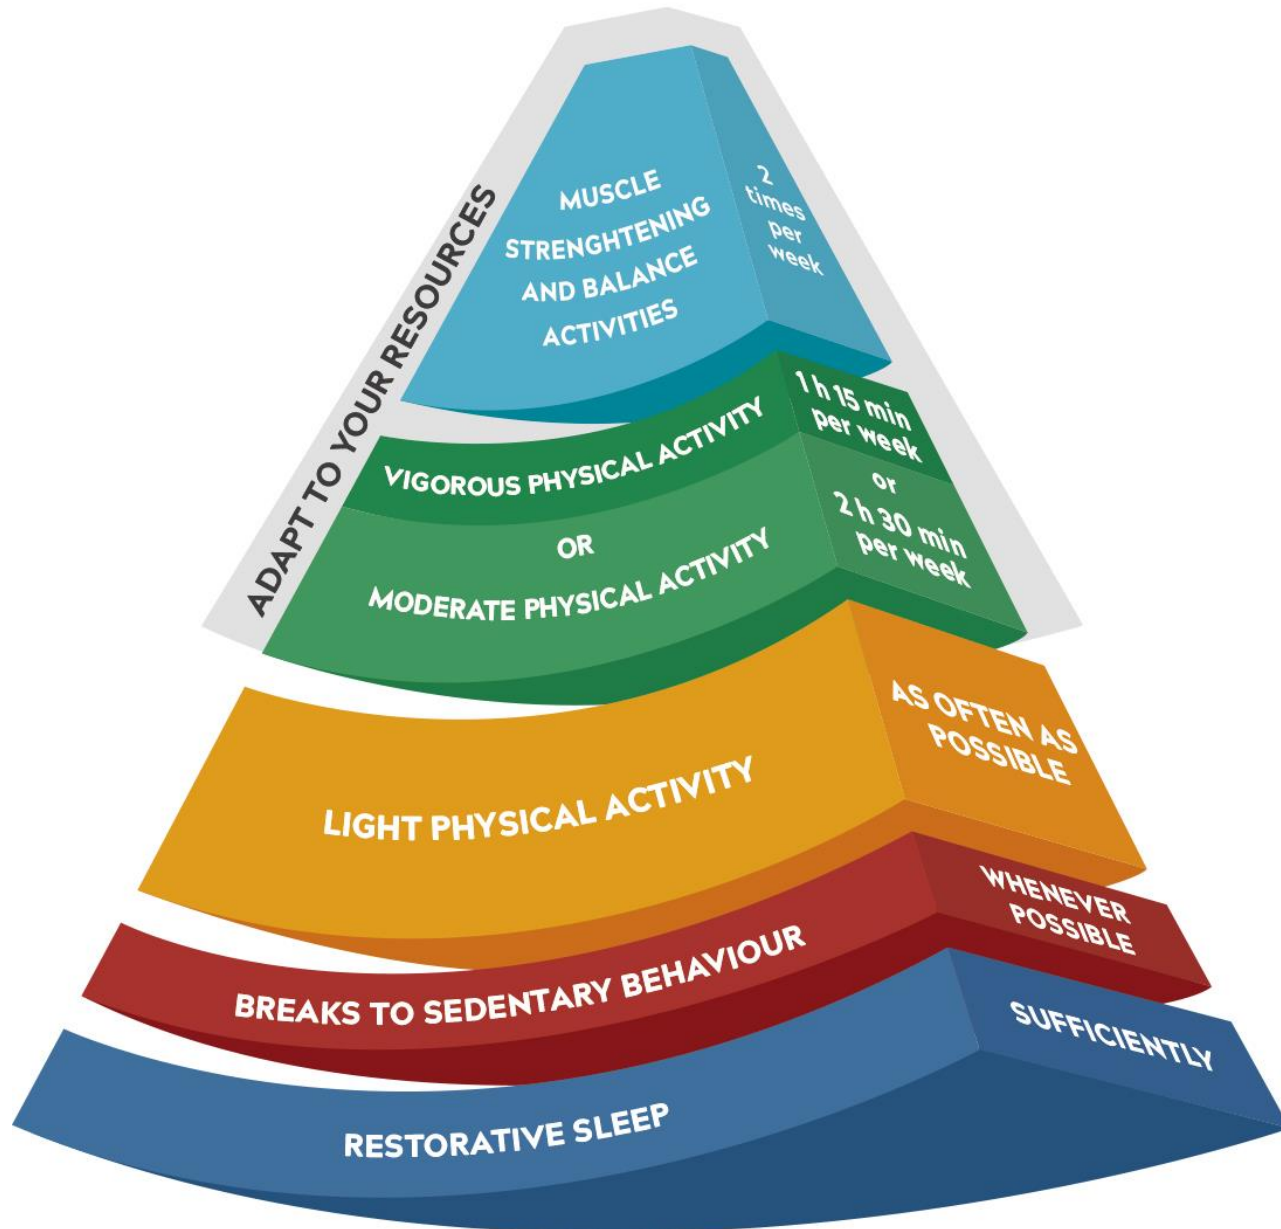 ADAPT TO YOUR RESOURCES
MUSCLE
STRENGHTENING
AND BALANCE
ACTIVITIES
2
times
per
week
VIGOROUS PHYSICAL ACTIVITY
OR
MODERATE PHYSICAL ACTIVITY
1 h 15 min
per week
or
2 h 30 min
per week
LIGHT PHYSICAL ACTIVITY
AS OFTEN AS
POSSIBLE
BREAKS TO SEDENTARY BEHAVIOUR
WHENEVER
POSSIBLE
RESTORATIVE SLEEP
SUFFICIENTLY